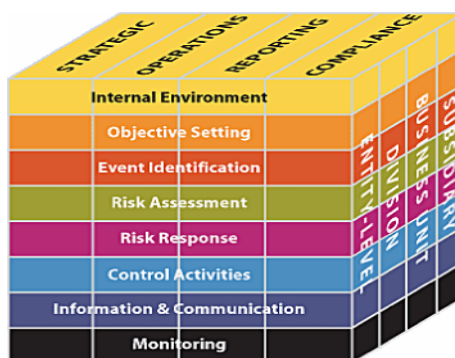 STRATEGIC
OPERATIONS
REPORTING
COMPLIANCE
Internal Environment
Objective Setting
Event Identification
Risk Assessment
Risk Response
Control Activities
Information & Communication
Monitoring
ENTITY-LEVEL
DIVISION
BUSINESS UNIT
SUBSIDIARY